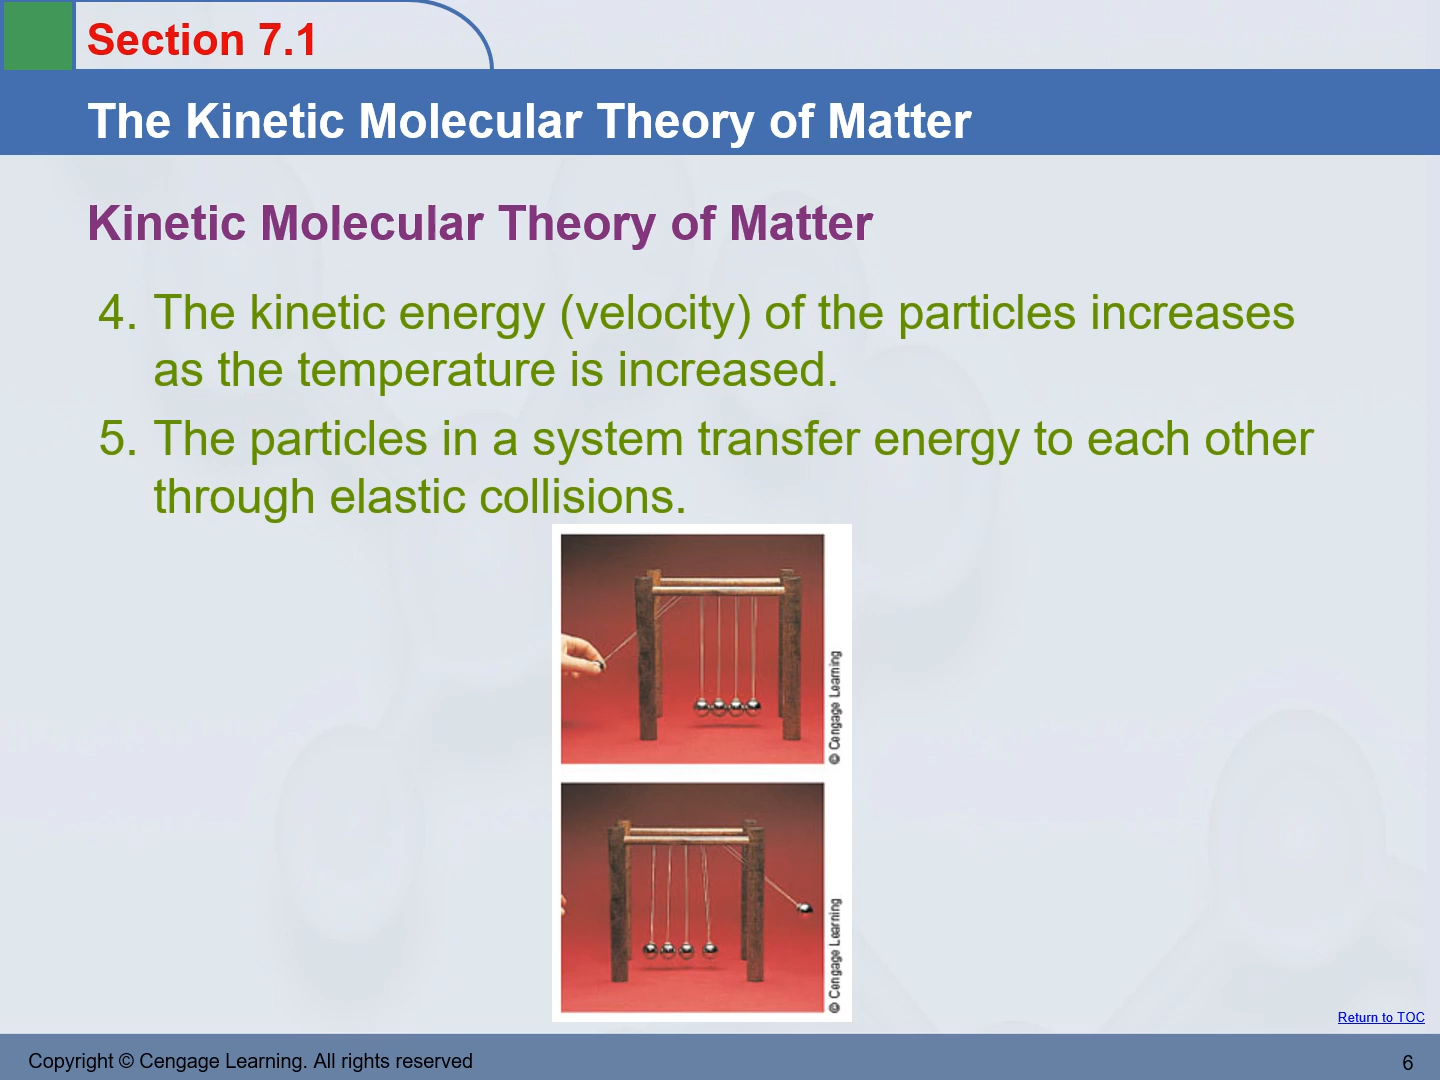 Section 7.1
The Kinetic Molecular Theory of Matter
Kinetic Molecular Theory of Matter
4. The kinetic energy (velocity) of the particles increases
as the temperature is increased.
5. The particles in a system transfer energy to each other
through elastic collisions.
© Cengage Learning
© Cengage Learning
Return to TOC
Copyright © Cengage Learning. All rights reserved
6